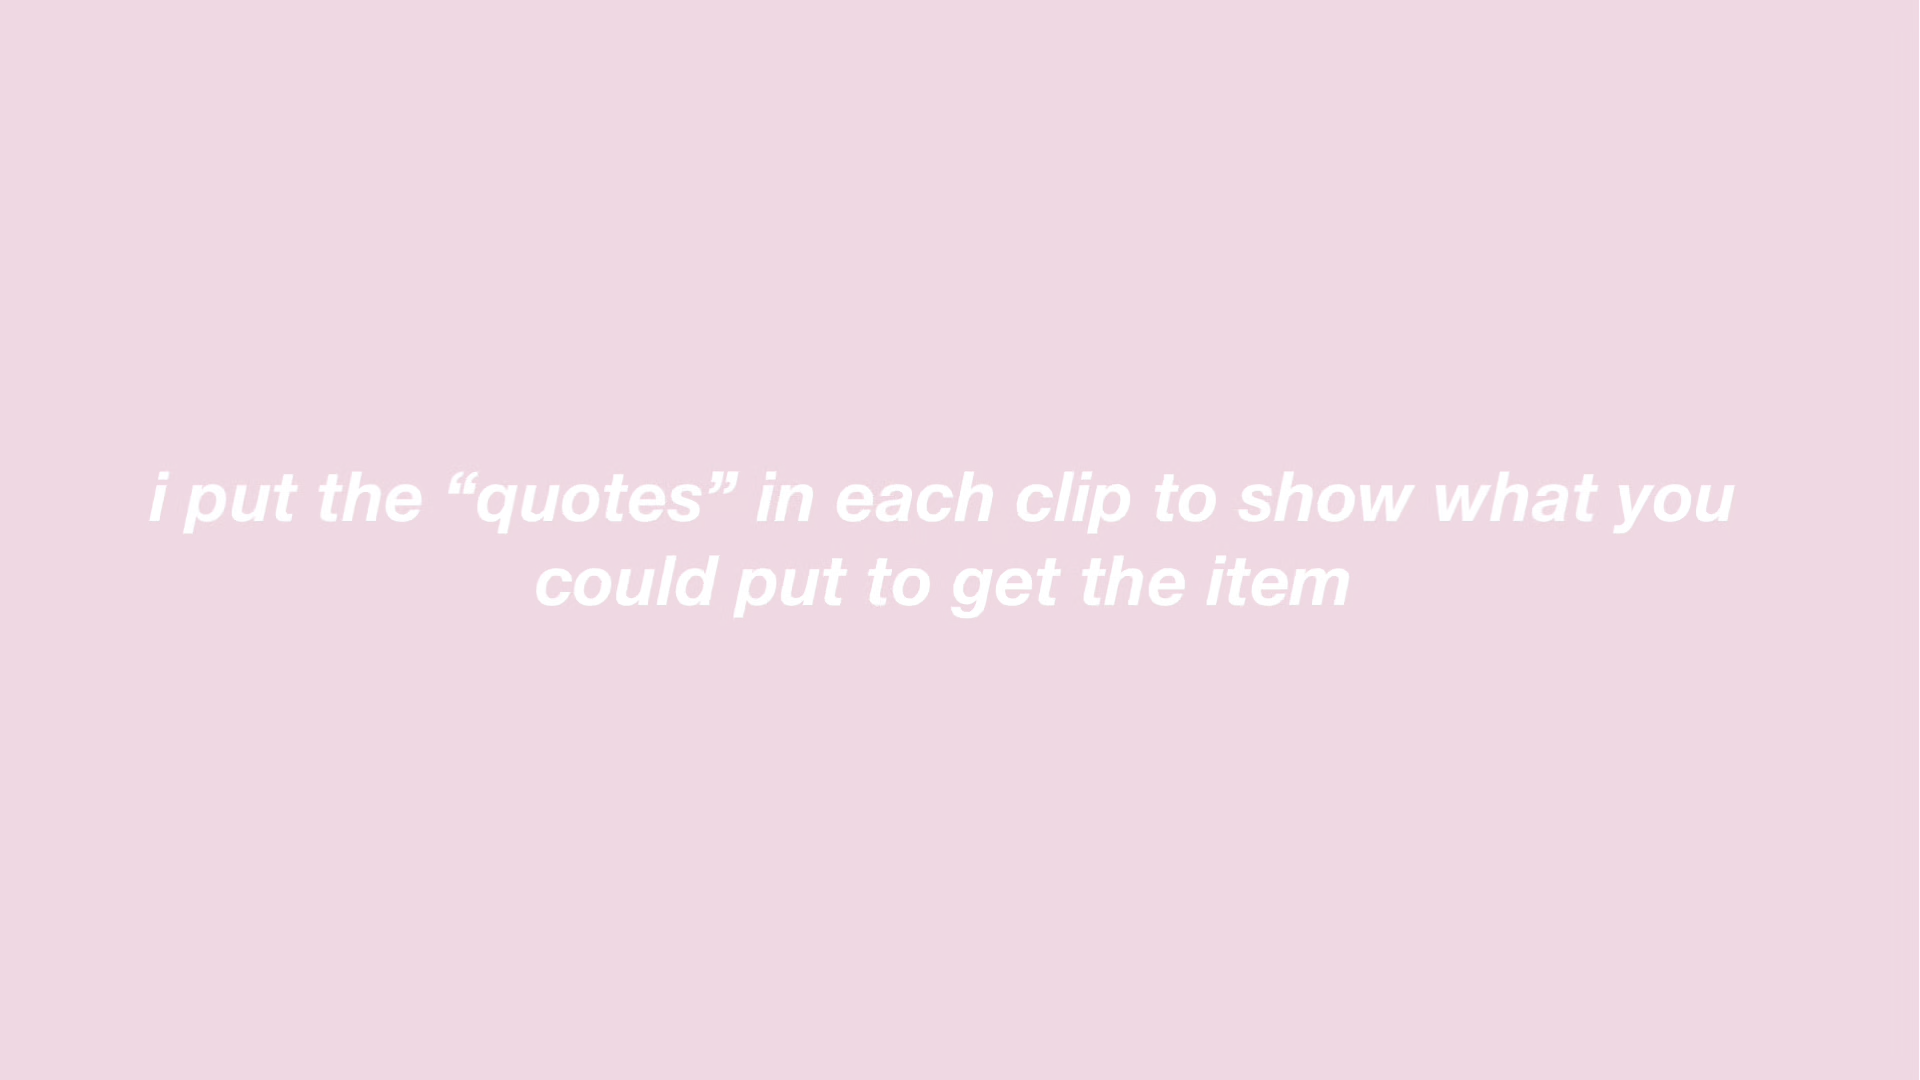 i put the “quotes” in each clip to show what you
could put to get the item